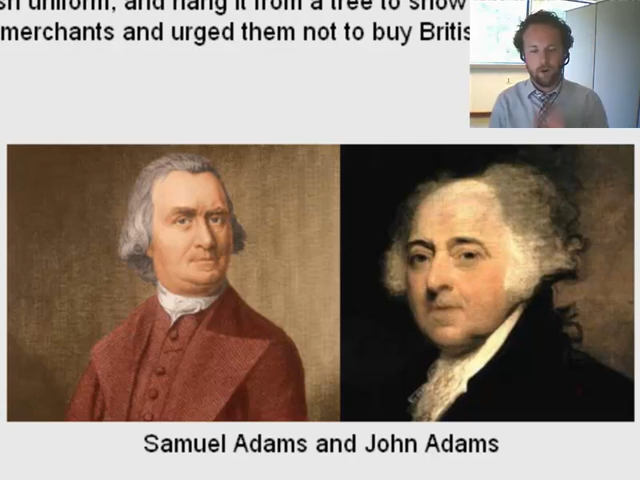 uniform, and hang it from a tree to show
merchants and urged them not to buy
Samuel Adams and John Adams